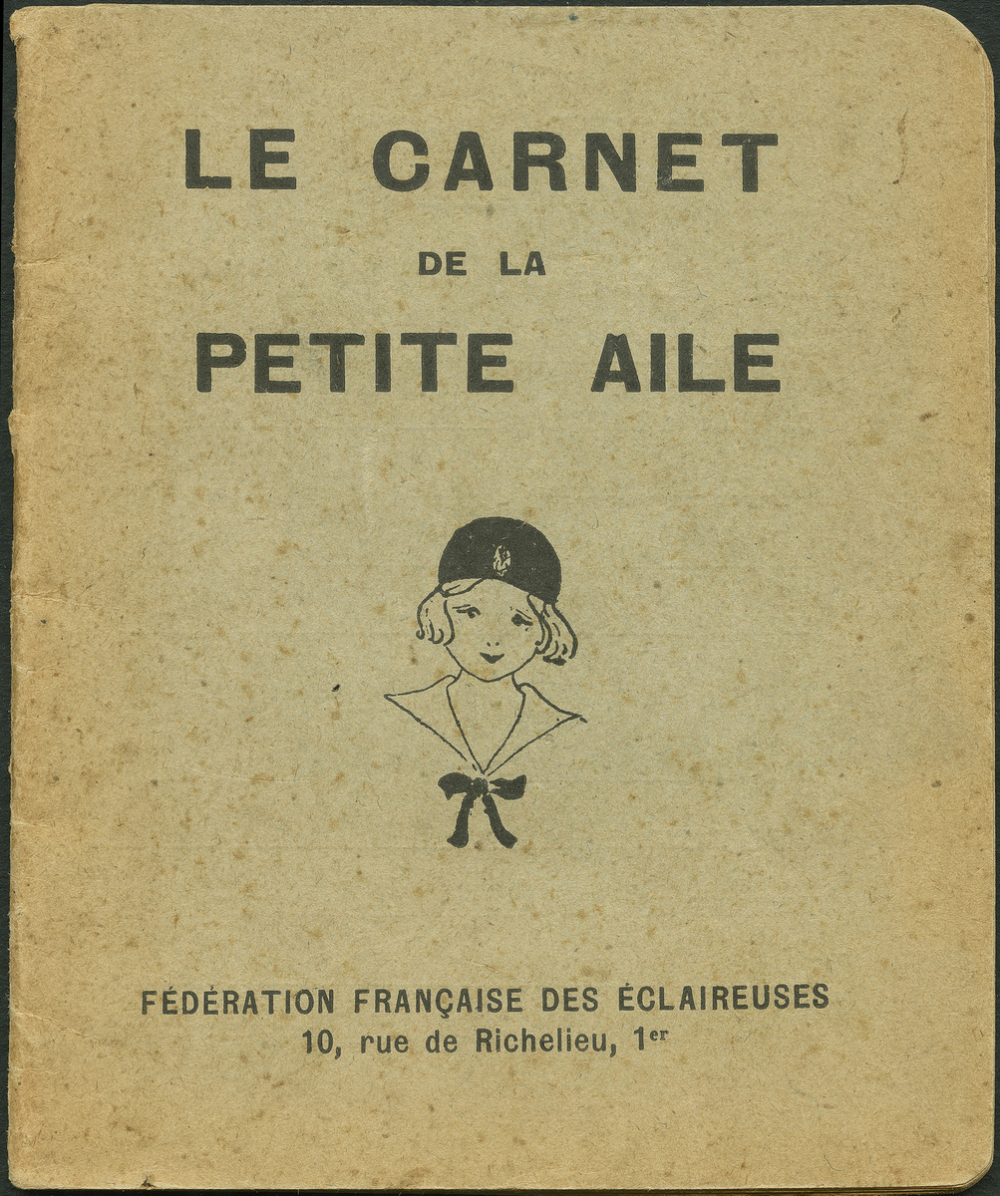 LE CARNET
DE LA
PETITE AILE
FÉDÉRATION FRANÇAISE DES ÉCLAIREUSES
10, rue de Richelieu, 1er